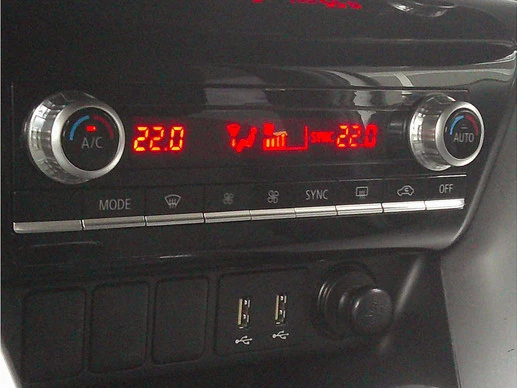 A/C 22.0 SYNC 22.0 AUTO
MODE SYNC OFF